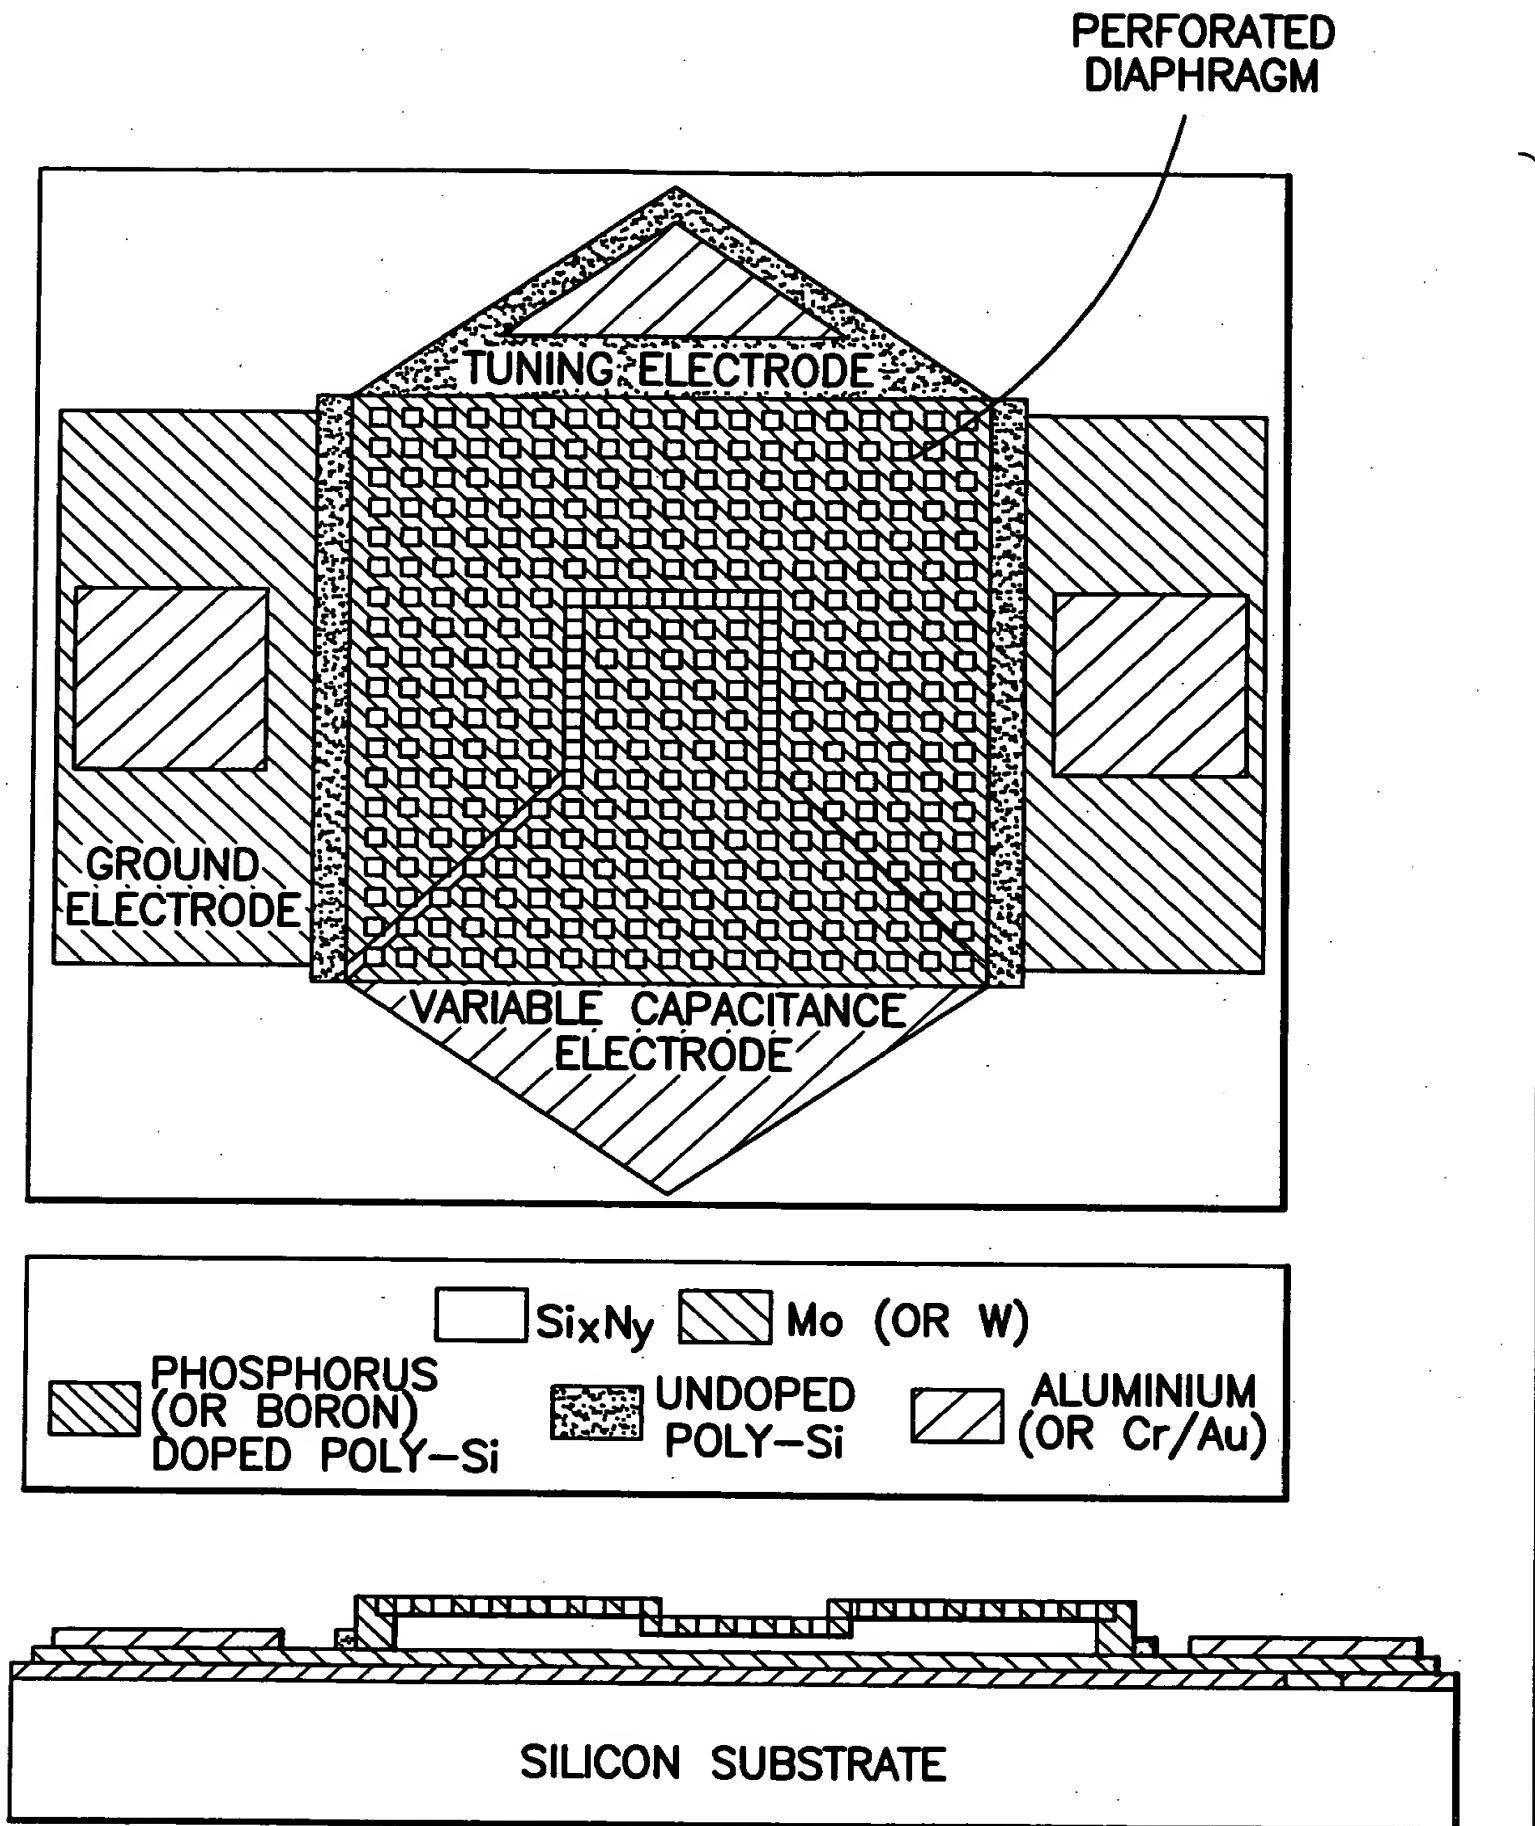 PERFORATED
DIAPHRAGM
TUNING ELECTRODE
GROUND
ELECTRODE
VARIABLE CAPACITANCE
ELECTRODE
SixNy
Mo (OR W)
PHOSPHORUS
(OR BORON)
DOPED POLY-Si
UNDOPED
POLY-Si
ALUMINIUM
(OR Cr/Au)
SILICON SUBSTRATE